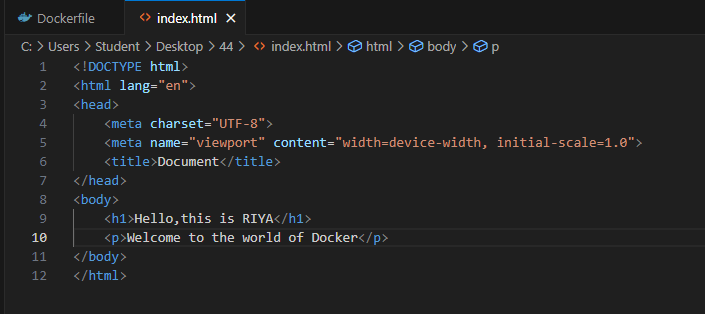 Dockerfile index.html
C: > Users > Student > Desktop > 44 > index.html > html > body > p
1 <!DOCTYPE html>
2 <html lang="en">
3 <head>
4 <meta charset="UTF-8">
5 <meta name="viewport" content="width=device-width, initial-scale=1.0">
6 <title>Document</title>
7 </head>
8 <body>
9 <h1>Hello,this is RIYA</h1>
10 <p>Welcome to the world of Docker</p>
11 </body>
12 </html>